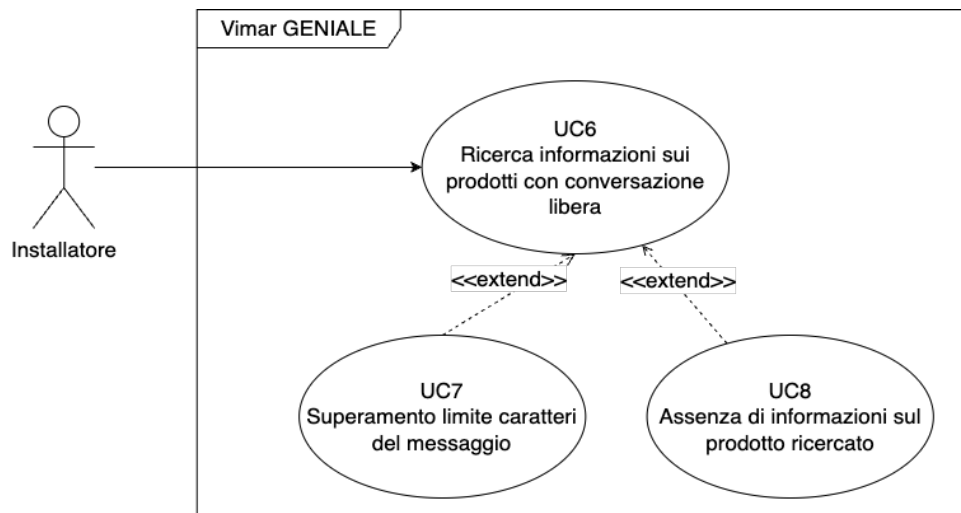 Vimar GENIALE
UC6
Ricerca informazioni sui
prodotti con conversazione
libera
Installatore
<<extend>>
<<extend>>
UC7
Superamento limite caratteri
del messaggio
UC8
Assenza di informazioni sul
prodotto ricercato